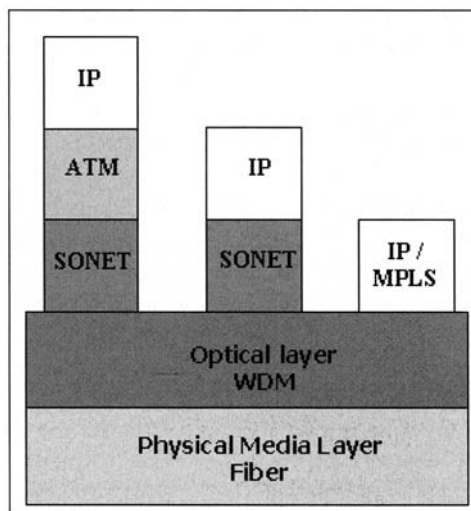 IP
ATM
SONET
IP
SONET
IP /
MPLS
Optical layer
WDM
Physical Media Layer
Fiber